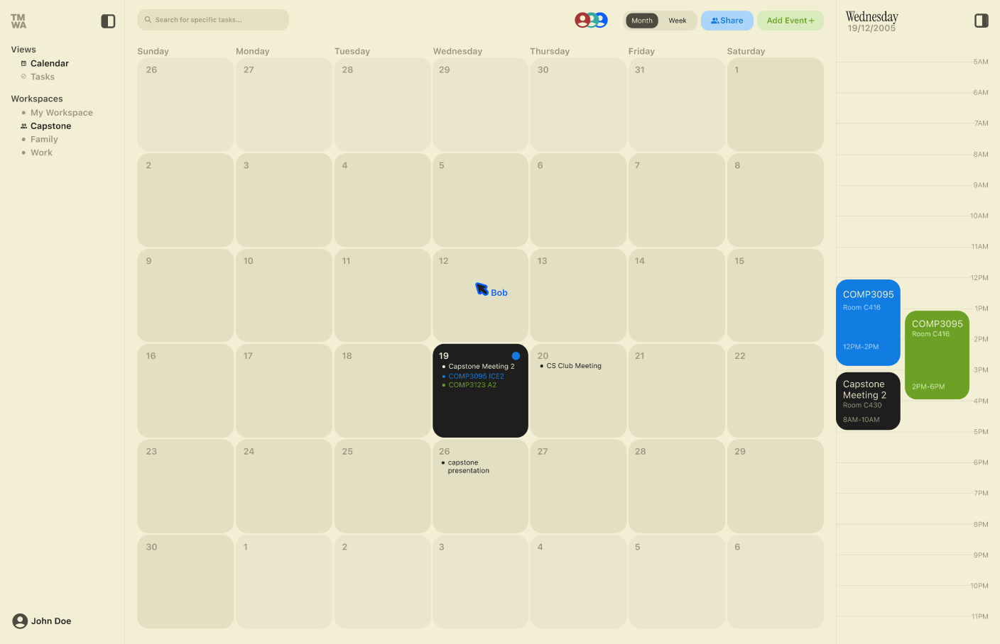 TM
WA
Views
Calendar
Tasks
Workspaces
My Workspace
Capstone
Family
Work
John Doe
Search for specific tasks...
Month
Week
Share
Add Event+
Sunday Monday Tuesday Wednesday Thursday Friday Saturday
26 27 28 29 30 31 1
2 3 4 5 6 7 8
9 10 11 12 13 14 15
Bob
16 17 18 19 20 21 22
Capstone Meeting 2
COMP3095 ICE2
COMP3123 A2
CS Club Meeting
23 24 25 26 27 28 29
capstone
presentation
30 1 2 3 4 5 6
Wednesday
19/12/2005
5AM
6AM
7AM
8AM
9AM
10AM
11AM
12PM
1PM
2PM
3PM
4PM
5PM
6PM
7PM
8PM
9PM
10PM
11PM
COMP3095
Room C416
12PM-2PM
COMP3095
Room C416
2PM-6PM
Capstone
Meeting 2
Room C430
8AM-10AM